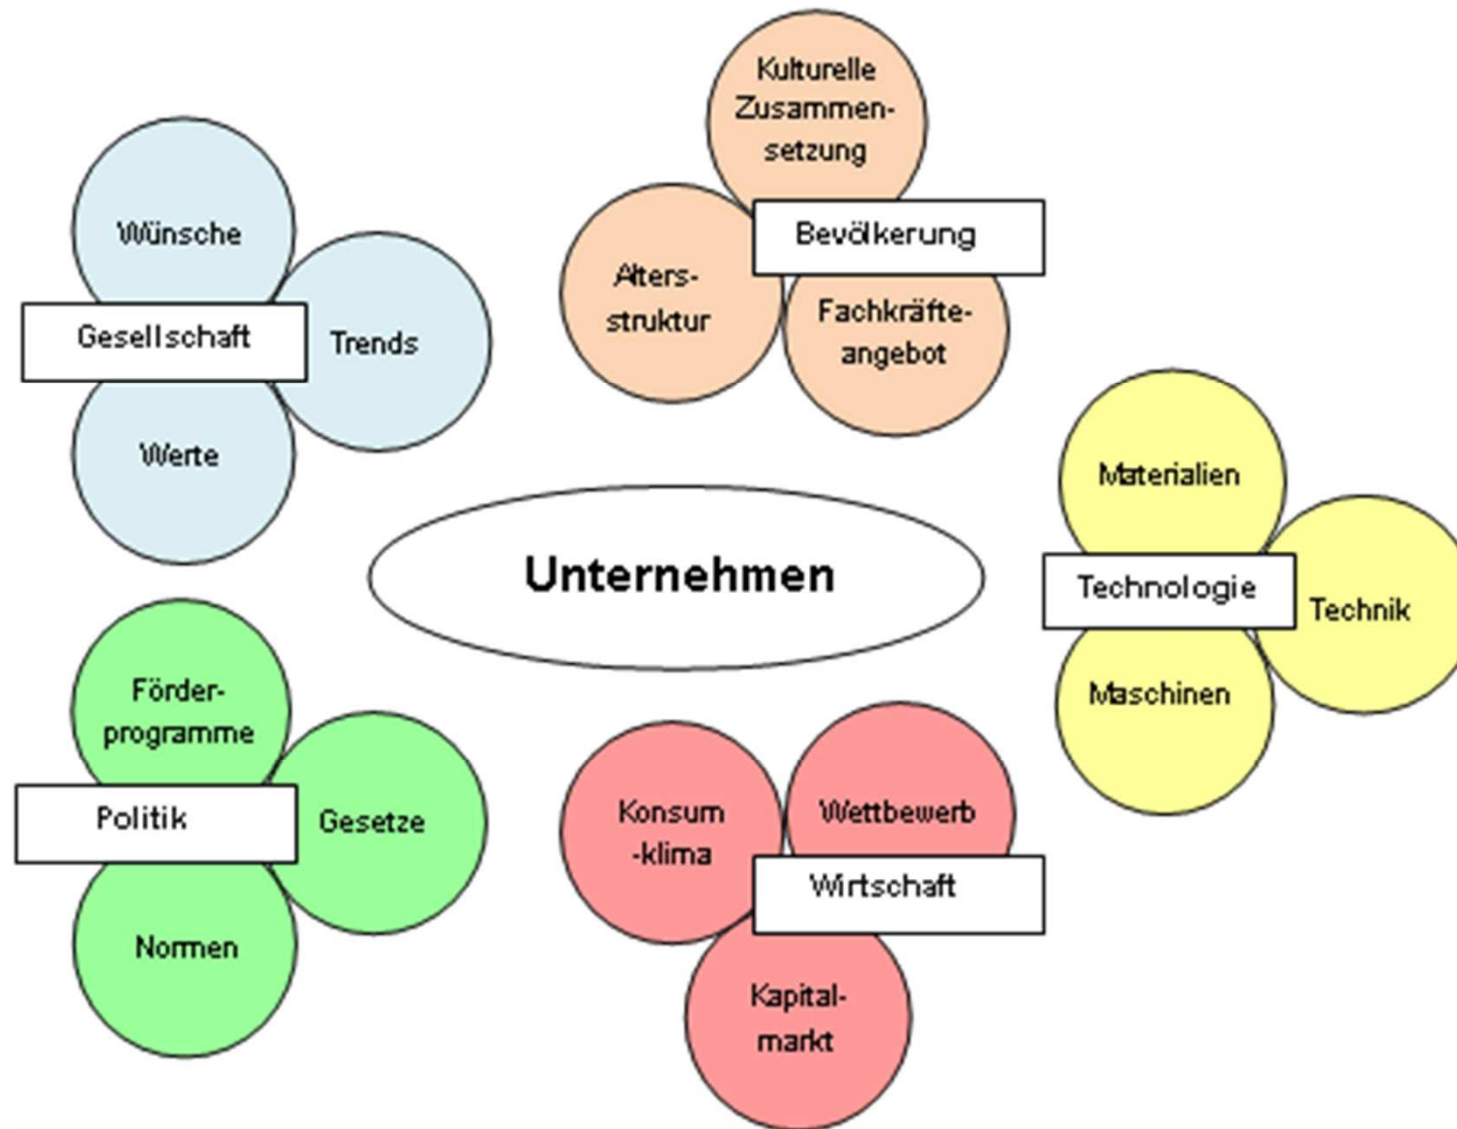 Kulturelle
Zusammen-
setzung
Bevölkerung
Alters-
struktur
Fachkräfte-
angebot
Wünsche
Gesellschaft
Trends
Werte
Materialien
Technologie
Technik
Maschinen
Unternehmen
Förder-
programme
Politik
Gesetze
Normen
Konsum
-klima
Wettbewerb
Wirtschaft
Kapital-
markt